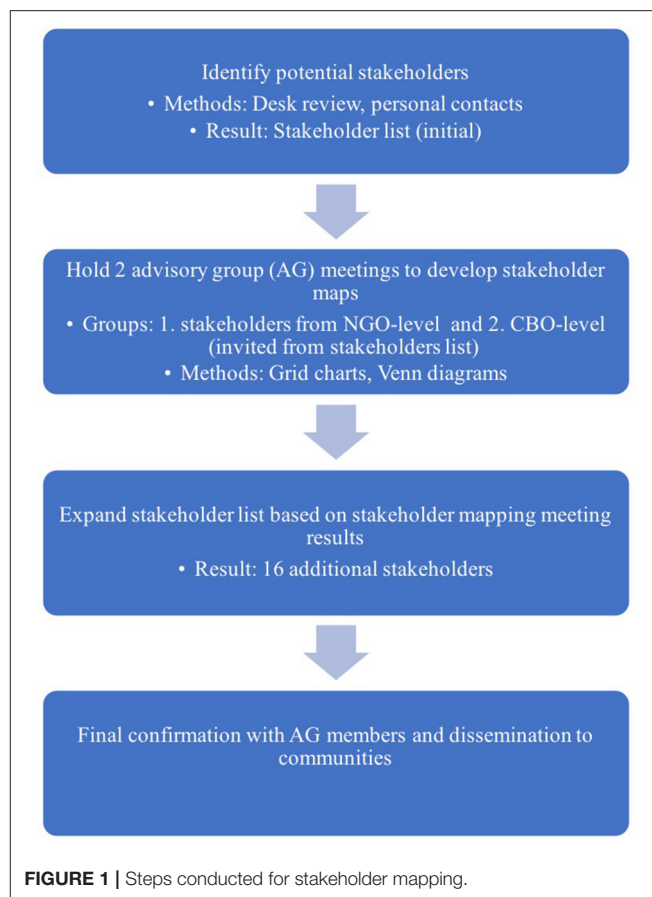 Identify potential stakeholders
• Methods: Desk review, personal contacts
• Result: Stakeholder list (initial)
Hold 2 advisory group (AG) meetings to develop stakeholder
maps
• Groups: 1. stakeholders from NGO-level and 2. CBO-level
(invited from stakeholders list)
• Methods: Grid charts, Venn diagrams
Expand stakeholder list based on stakeholder mapping meeting
results
• Result: 16 additional stakeholders
Final confirmation with AG members and dissemination to
communities
FIGURE 1 | Steps conducted for stakeholder mapping.